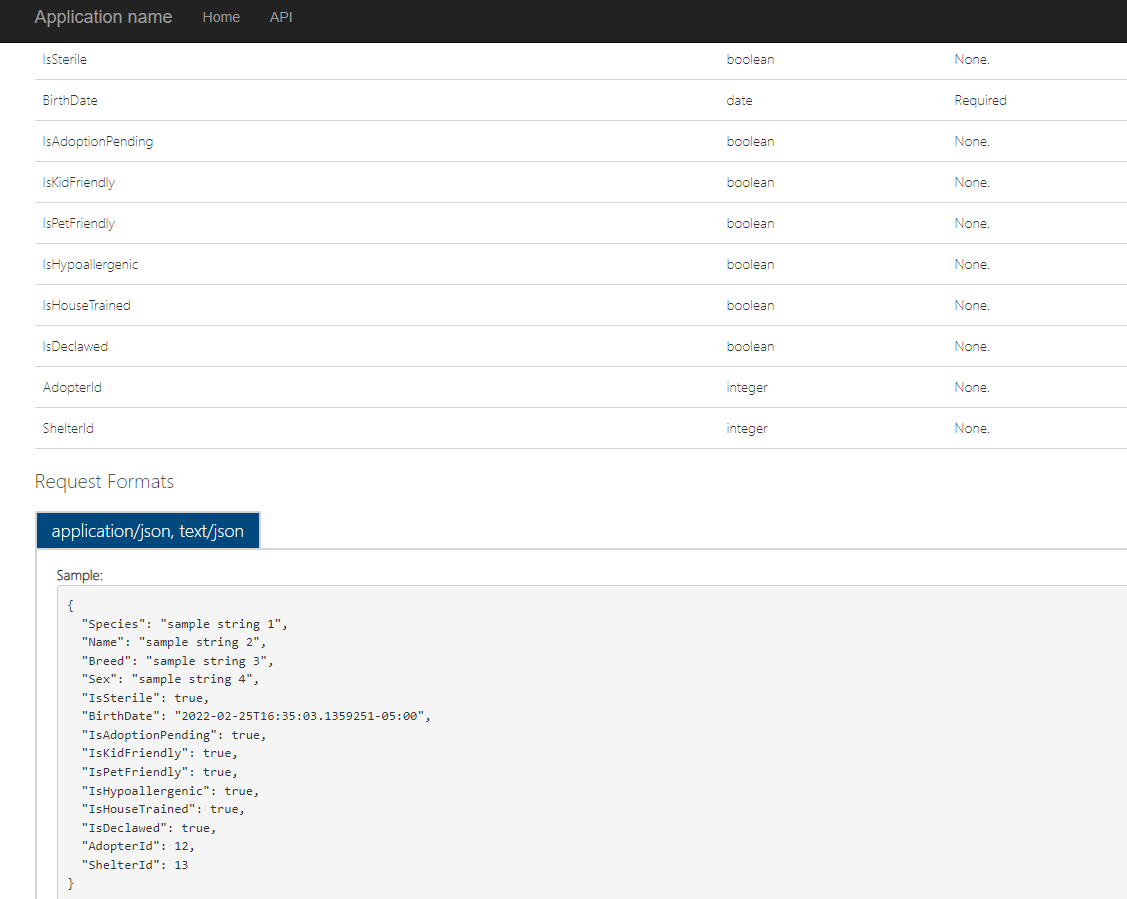 Application name Home API
IsSterile boolean None.
BirthDate date Required
IsAdoptionPending boolean None.
IsKidFriendly boolean None.
IsPetFriendly boolean None.
IsHypoallergenic boolean None.
IsHouseTrained boolean None.
IsDeclawed boolean None.
AdopterId integer None.
ShelterId integer None.
Request Formats
application/json, text/json
Sample:
{
  "Species": "sample string 1",
  "Name": "sample string 2",
  "Breed": "sample string 3",
  "Sex": "sample string 4",
  "IsSterile": true,
  "BirthDate": "2022-02-25T16:35:03.1359251-05:00",
  "IsAdoptionPending": true,
  "IsKidFriendly": true,
  "IsPetFriendly": true,
  "IsHypoallergenic": true,
  "IsHouseTrained": true,
  "IsDeclawed": true,
  "AdopterId": 12,
  "ShelterId": 13
}